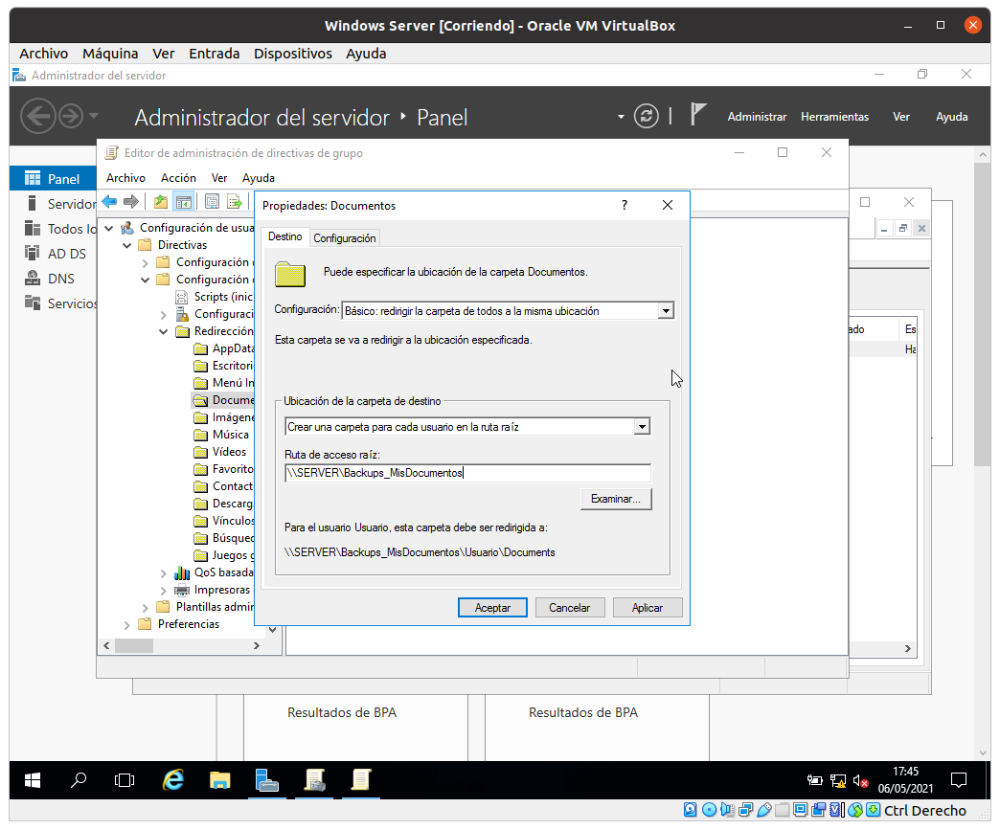 Windows Server [Corriendo] - Oracle VM VirtualBox
Archivo Máquina Ver Entrada Dispositivos Ayuda
Administrador del servidor
Administrador del servidor ‣ Panel
Administrar Herramientas Ver Ayuda
Editor de administración de directivas de grupo
Archivo Acción Ver Ayuda
Panel
Servidor
Todos lo
AD DS
DNS
Servicios
Configuración de usua
Directivas
Configuración
Configuración
Scripts (inic
Configuraci
Redirección
AppData
Escritori
Menú In
Docume
Imágene
Música
Vídeos
Favorito
Contact
Descarg
Vínculos
Búsque
Juegos g
QoS basada
Impresoras
Plantillas admir
Preferencias
Propiedades: Documentos
?
Destino Configuración
Puede especificar la ubicación de la carpeta Documentos.
Configuración: Básico: redirigir la carpeta de todos a la misma ubicación
Esta carpeta se va a redirigir a la ubicación especificada.
Ubicación de la carpeta de destino
Crear una carpeta para cada usuario en la ruta raíz
Ruta de acceso raíz:
\\SERVER\Backups_MisDocumentos
Examinar...
Para el usuario Usuario, esta carpeta debe ser redirigida a:
\\SERVER\Backups_MisDocumentos\Usuario\Documents
Aceptar Cancelar Aplicar
ado Es
Ha
Resultados de BPA Resultados de BPA
17:45
06/05/2021
Ctrl Derecho